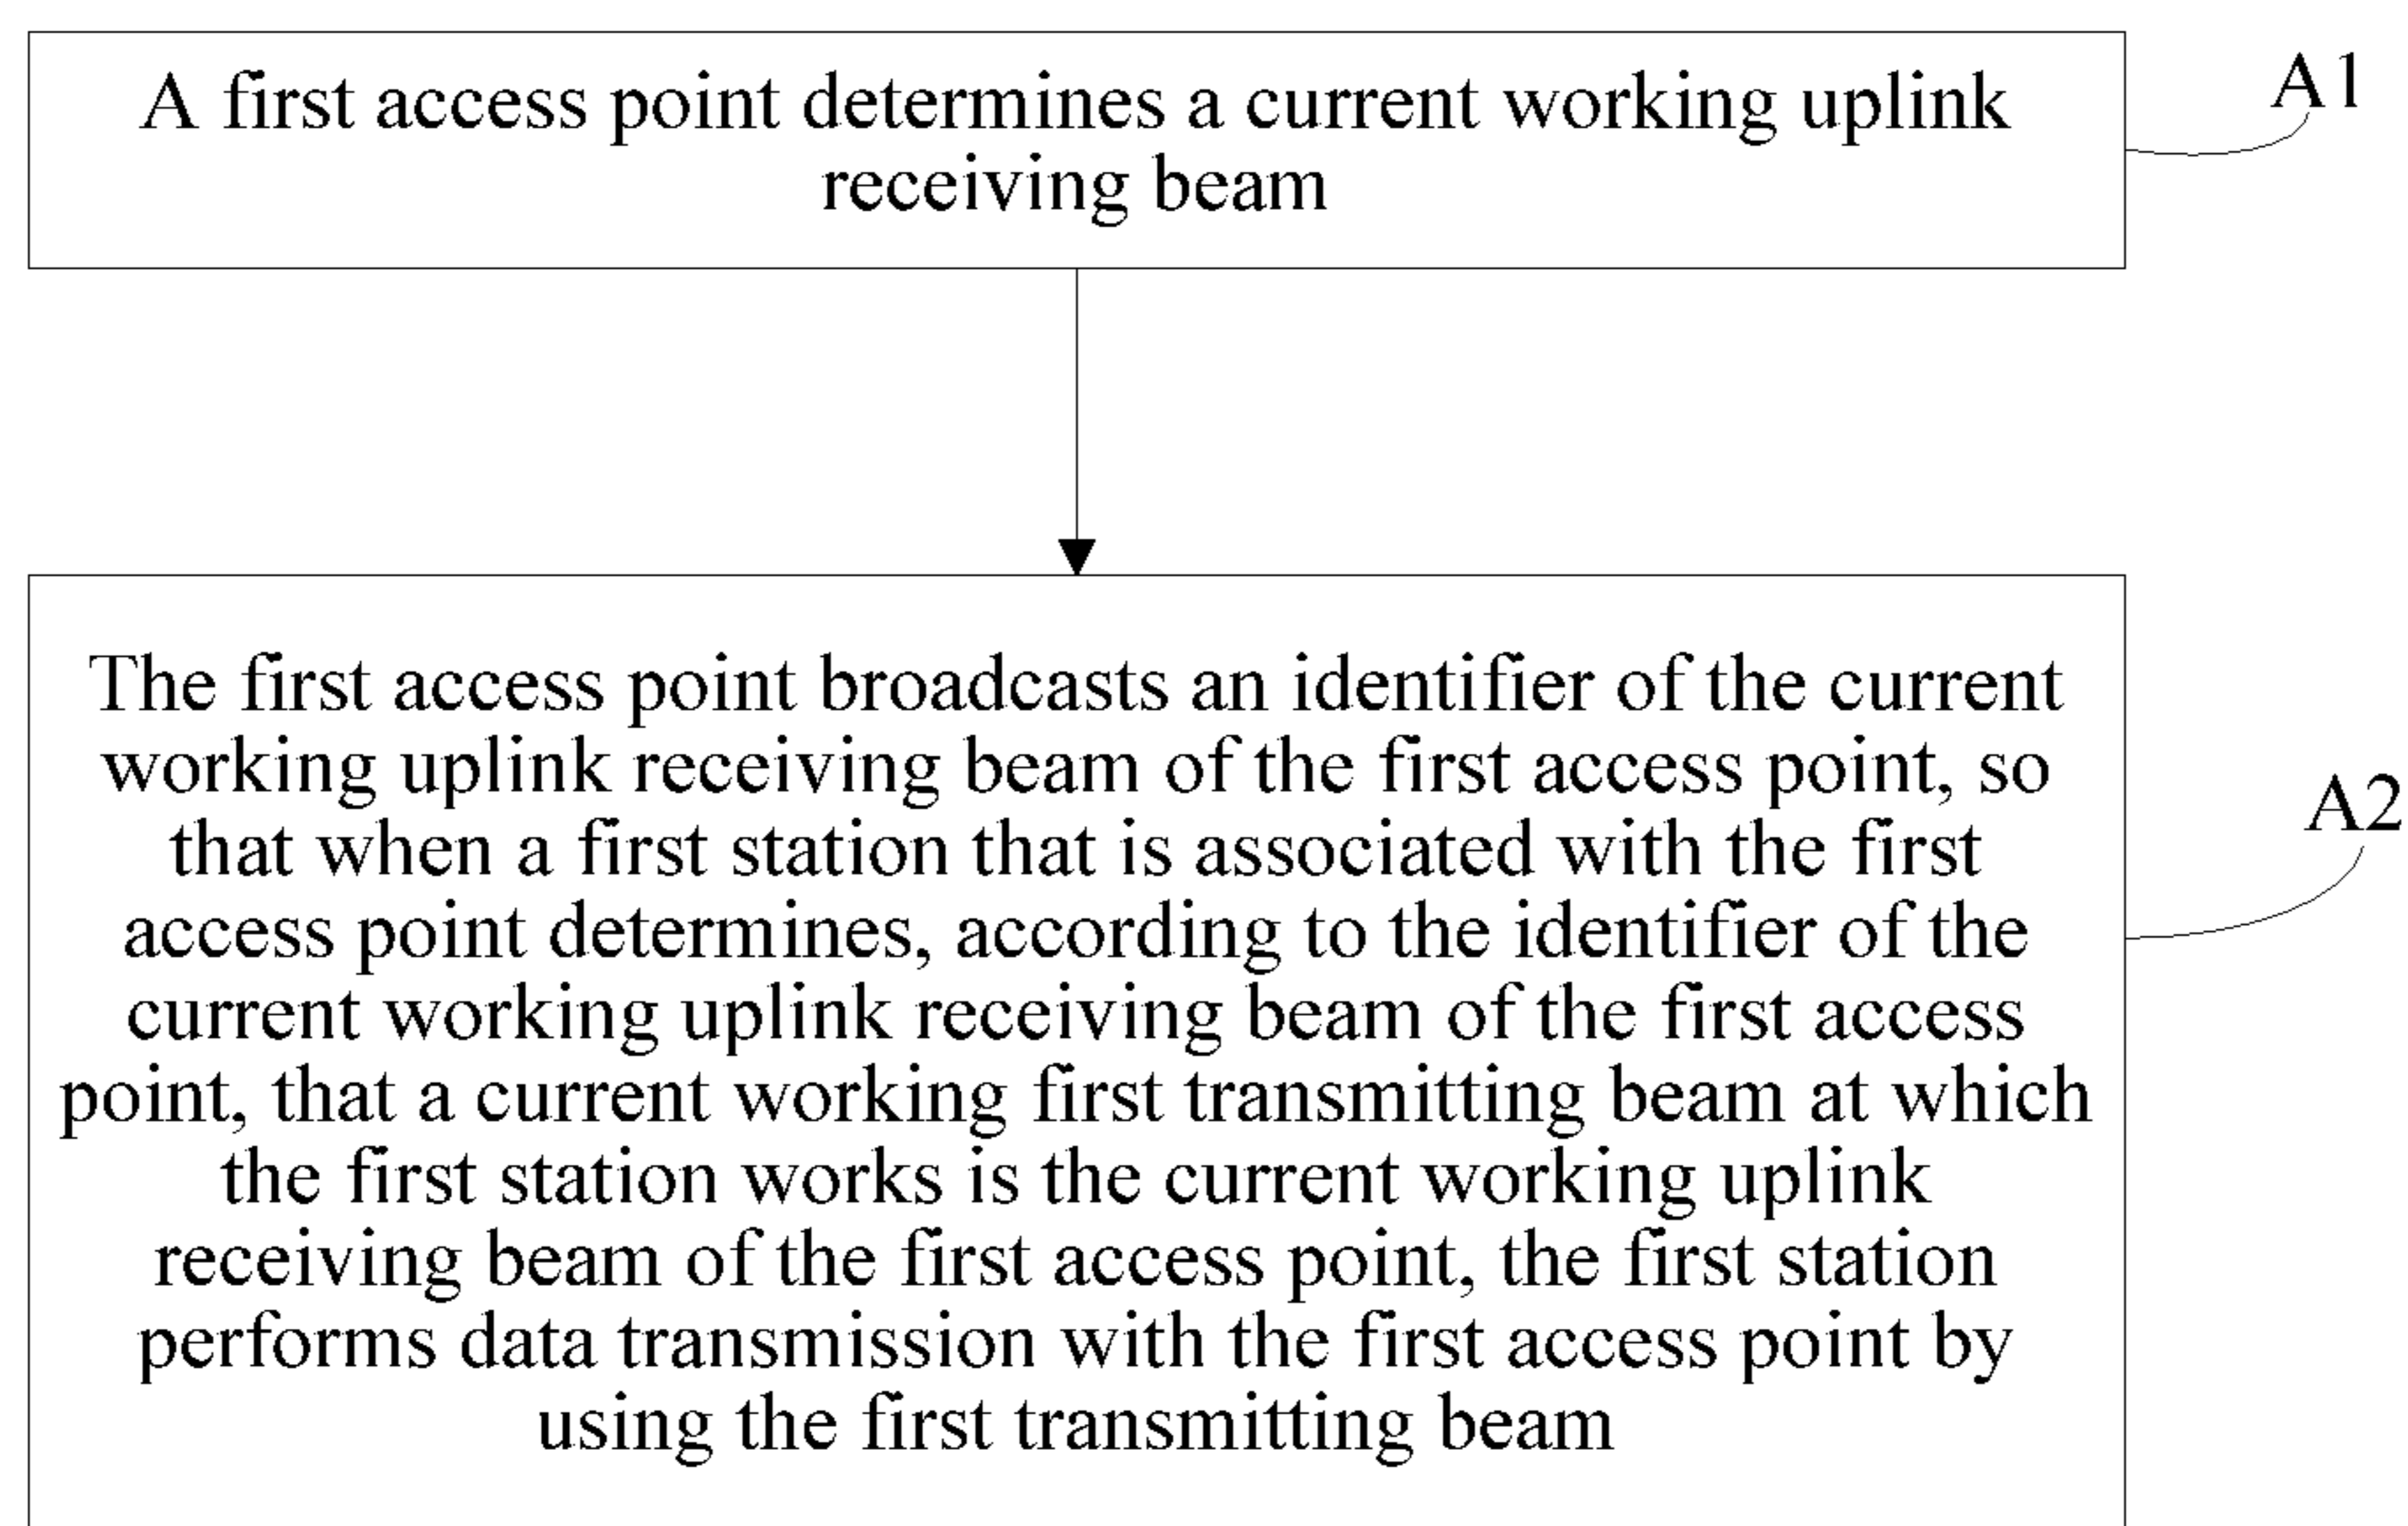 A first access point determines a current working uplink
receiving beam
A1
The first access point broadcasts an identifier of the current
working uplink receiving beam of the first access point, so
that when a first station that is associated with the first
access point determines, according to the identifier of the
current working uplink receiving beam of the first access
point, that a current working first transmitting beam at which
the first station works is the current working uplink
receiving beam of the first access point, the first station
performs data transmission with the first access point by
using the first transmitting beam
A2